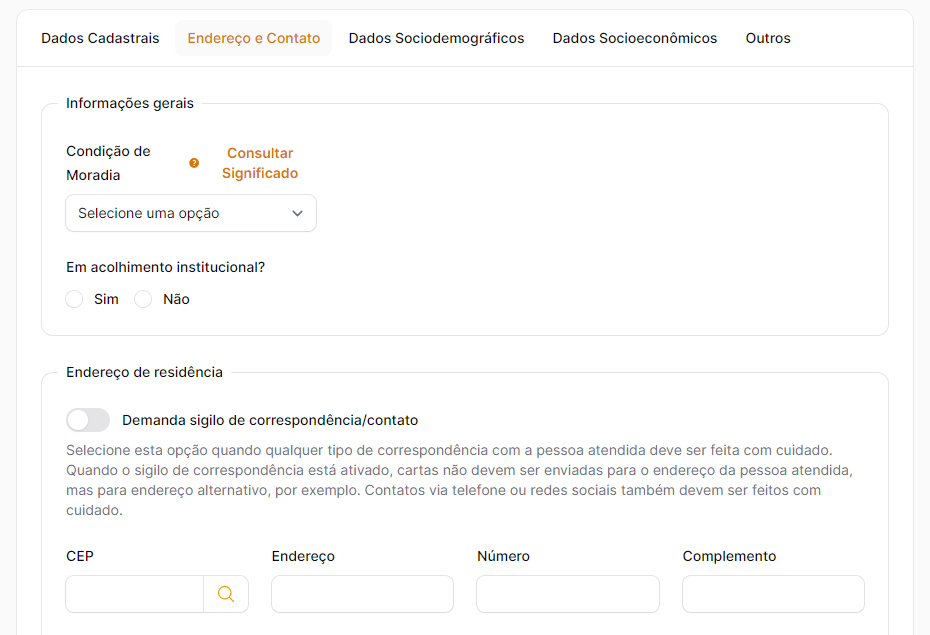 Dados Cadastrais Endereço e Contato Dados Sociodemográficos Dados Socioeconômicos Outros
Informações gerais
Condição de
Moradia
?
Consultar
Significado
Selecione uma opção
Em acolhimento institucional?
Sim Não
Endereço de residência
Demanda sigilo de correspondência/contato
Selecione esta opção quando qualquer tipo de correspondência com a pessoa atendida deve ser feita com cuidado.
Quando o sigilo de correspondência está ativado, cartas não devem ser enviadas para o endereço da pessoa atendida,
mas para endereço alternativo, por exemplo. Contatos via telefone ou redes sociais também devem ser feitos com
cuidado.
CEP Endereço Número Complemento